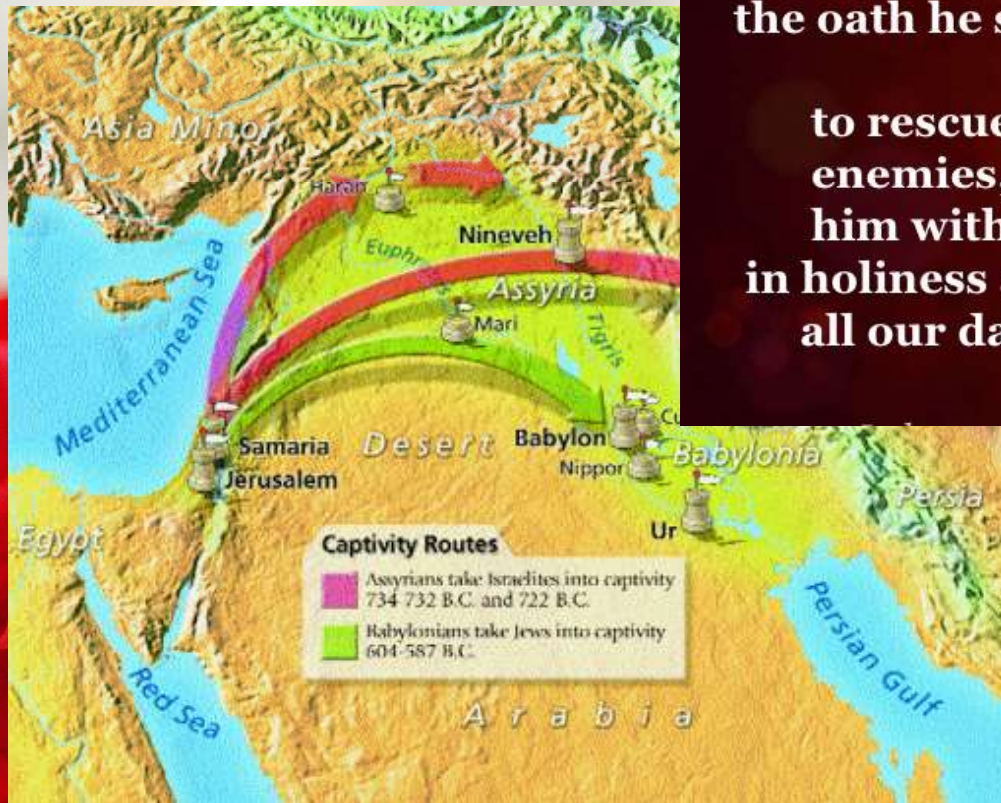 the oath he s
to rescue
enemies,
him with
in holiness
all our da
Asia Minor
Haran
Nineveh
Euphr s
Assyria
Mari
Tigris
Mediterranean Sea
Samaria
Desert
Babylon
Cu
Jerusalem
Nippor
Babylonia
Persia
Egypt
Ur
Captivity Routes
Assyrians take Israelites into captivity
734-732 B.C. and 722 B.C.
Babylonians take Jews into captivity
604-587 B.C.
Persian Gulf
Red Sea
Arabia